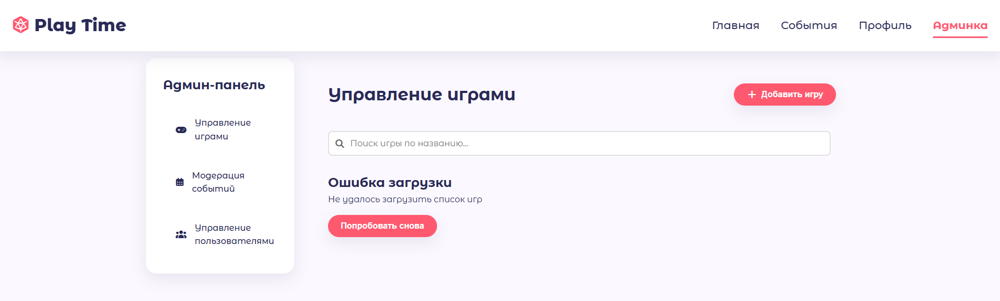 Play Time
Главная
События
Профиль
Админка
Админ-панель
Управление
играми
Модерация
событий
Управление
пользователями
Управление играми
Добавить игру
Поиск игры по названию...
Ошибка загрузки
Не удалось загрузить список игр
Попробовать снова